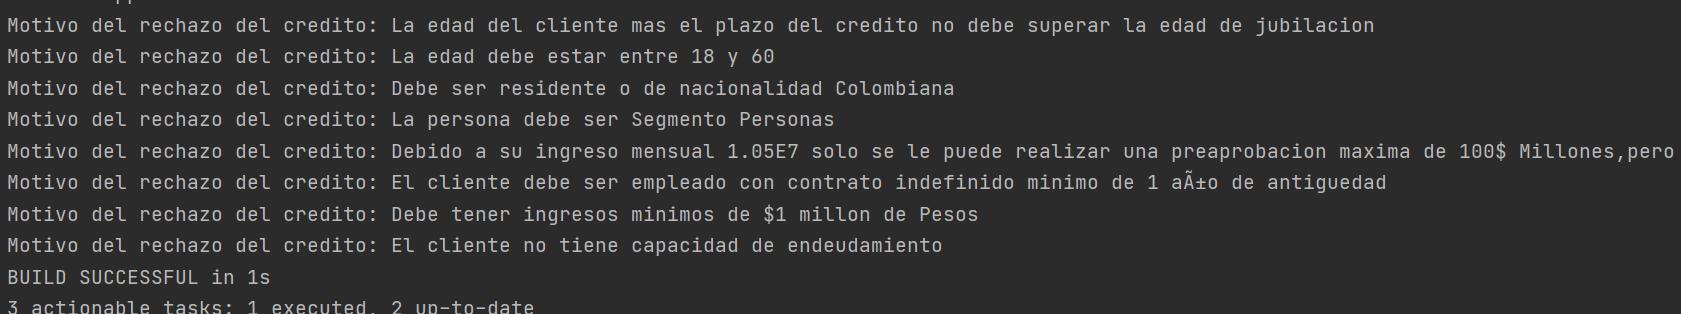 Motivo del rechazo del credito: La edad del cliente mas el plazo del credito no debe superar la edad de jubilacion
Motivo del rechazo del credito: La edad debe estar entre 18 y 60
Motivo del rechazo del credito: Debe ser residente o de nacionalidad Colombiana
Motivo del rechazo del credito: La persona debe ser Segmento Personas
Motivo del rechazo del credito: Debido a su ingreso mensual 1.05E7 solo se le puede realizar una preaprobacion maxima de 100$ Millones,pero
Motivo del rechazo del credito: El cliente debe ser empleado con contrato indefinido minimo de 1 aÃ±o de antiguedad
Motivo del rechazo del credito: Debe tener ingresos minimos de $1 millon de Pesos
Motivo del rechazo del credito: El cliente no tiene capacidad de endeudamiento
BUILD SUCCESSFUL in 1s
3 actionable tasks: 1 executed, 2 up-to-date